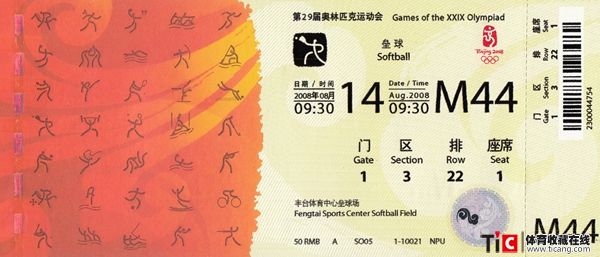 第29届奥林匹克运动会 Games of the XXIX Olympiad
垒球
Softball
Beijing 2008
日期 / 时间
2008年08月
09:30
14
Date / Time
Aug.2008
09:30
M44
门 区 排 座席
Gate Section Row Seat
1 3 22 1
丰台体育中心垒球场
Fengtai Sports Center Softball Field
50 RMB A SO05 1-10021 NPU
座席 Seat 1
排 Row 22
区 3
门 1
2300044754
M44
TiC 体育收藏在线
www.ticang.com